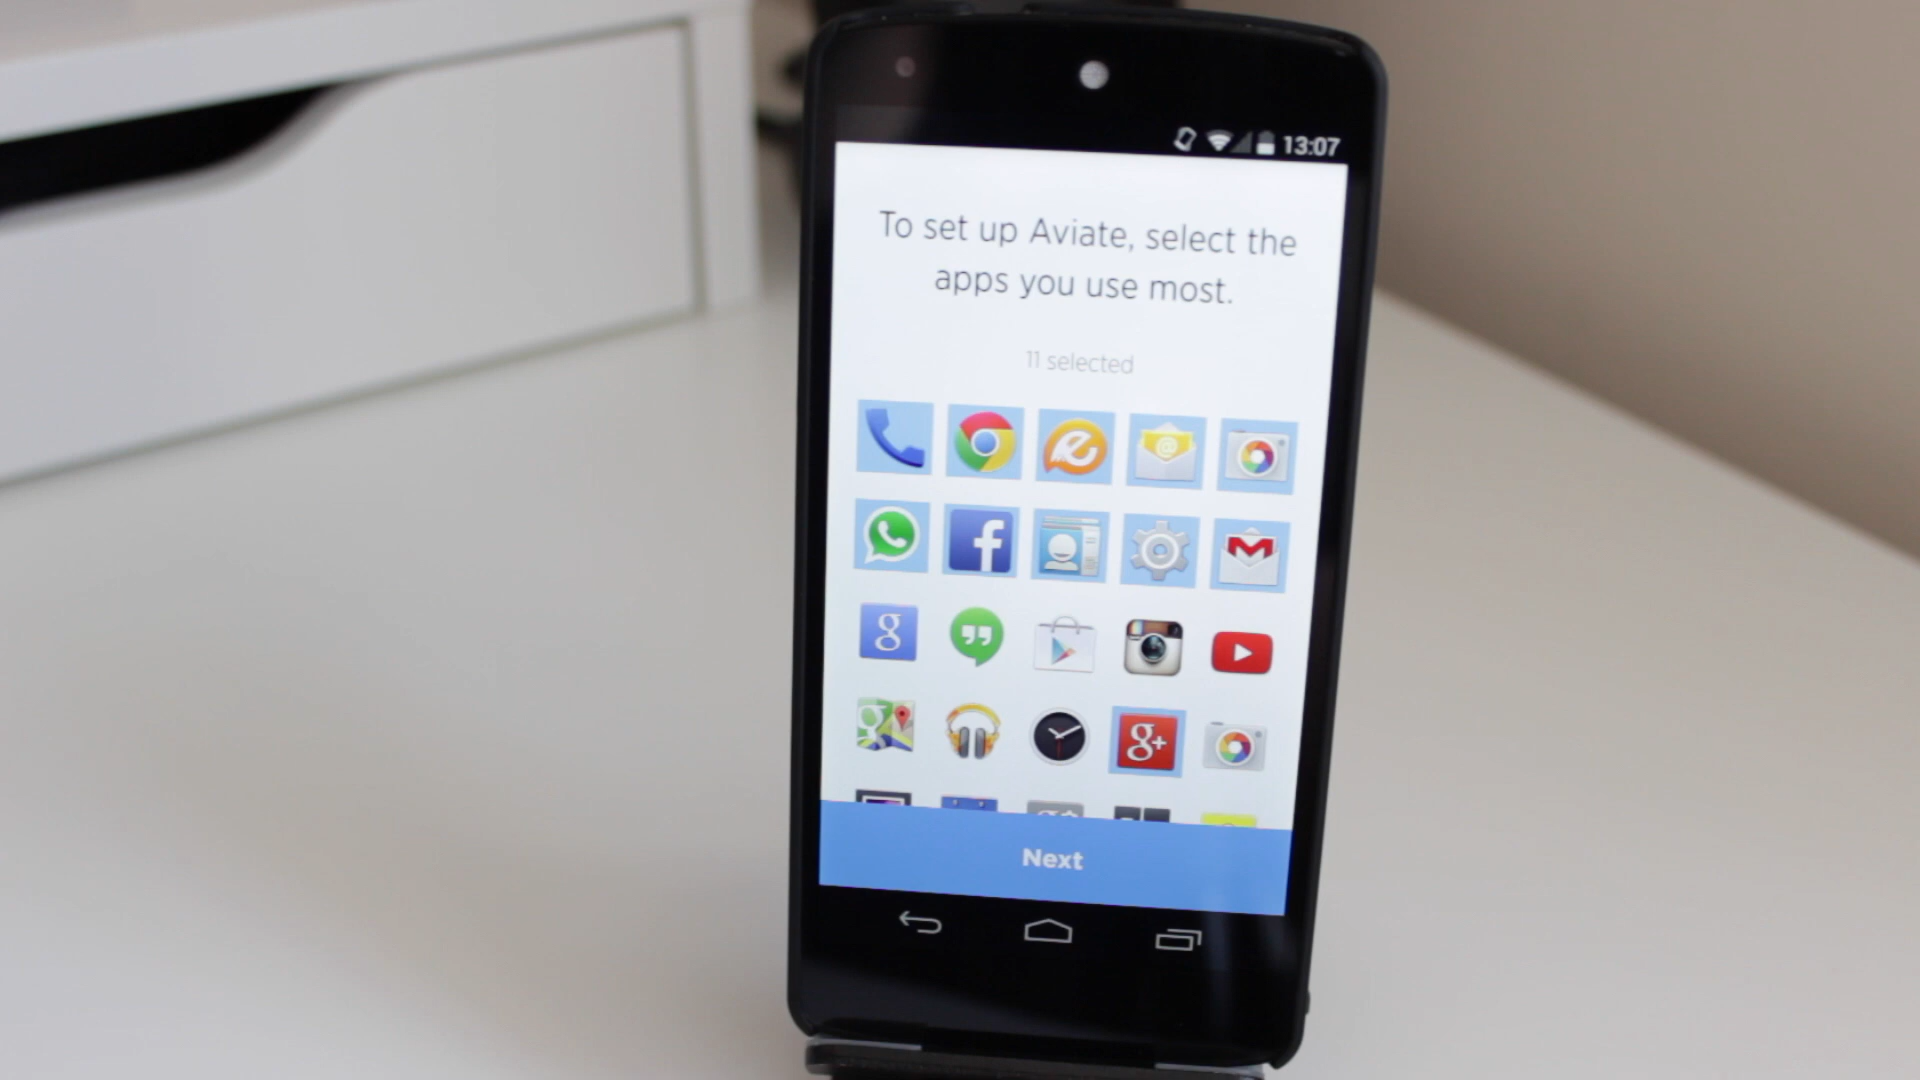 13:07
To set up Aviate, select the
apps you use most.
11 selected
Next